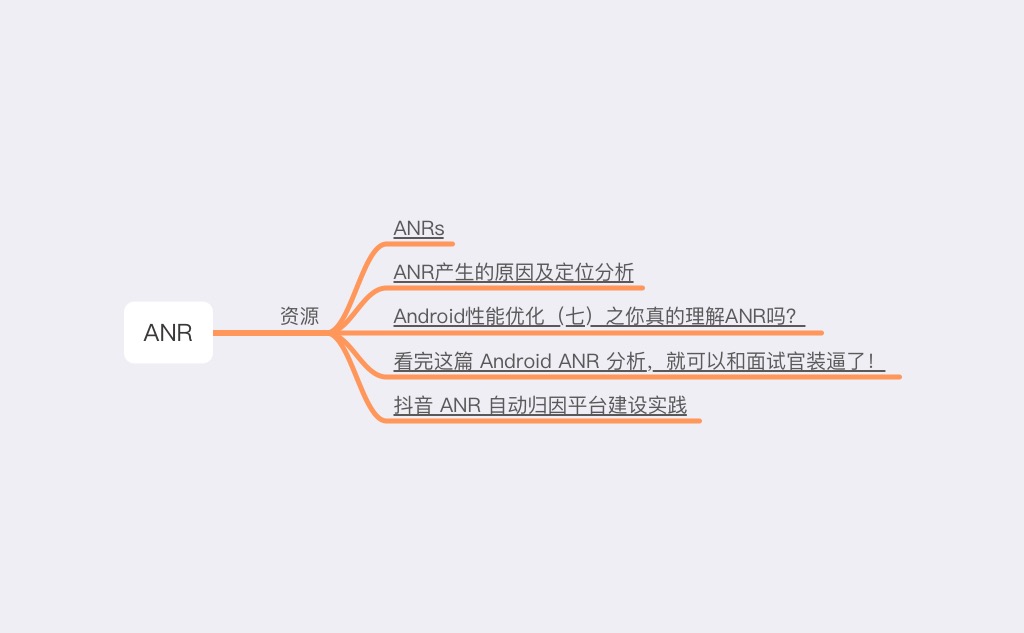 ANR
资源
ANRs
ANR产生的原因及定位分析
Android性能优化（七）之你真的理解ANR吗？
看完这篇 Android ANR 分析，就可以和面试官装逼了！
抖音 ANR 自动归因平台建设实践